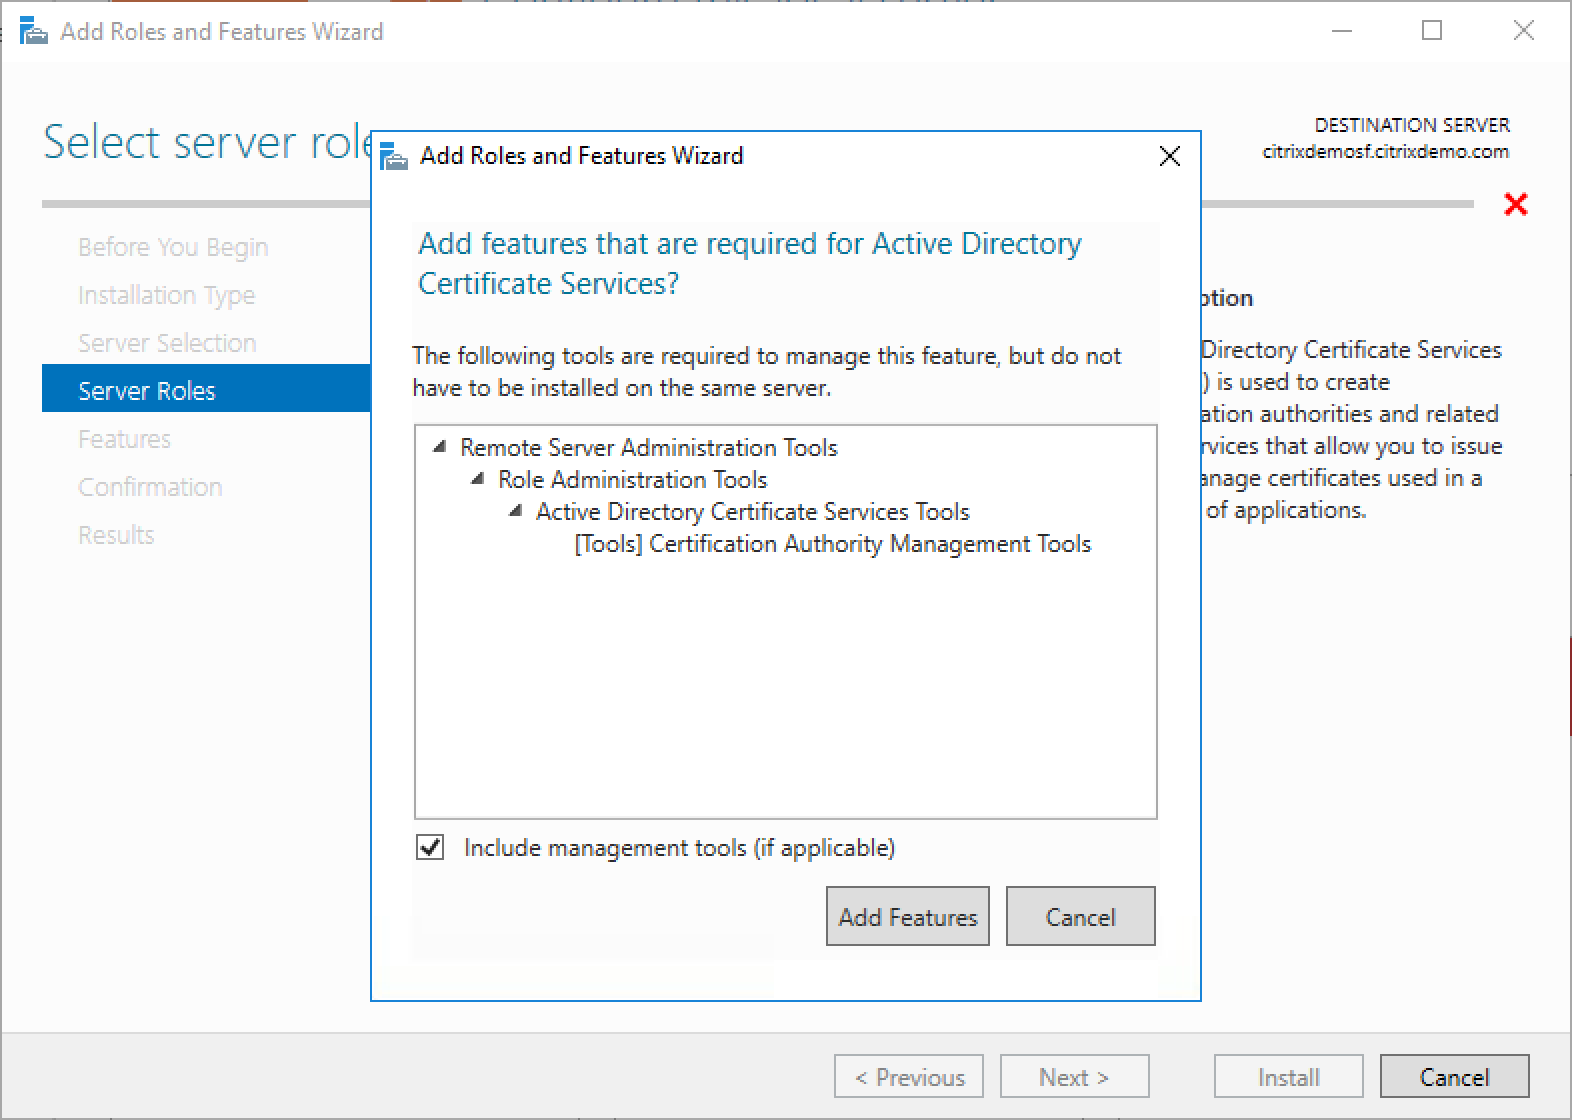 Add Roles and Features Wizard
Select server role
DESTINATION SERVER
citrixdemosf.citrixdemo.com
Before You Begin
Installation Type
Server Selection
Server Roles
Features
Confirmation
Results
Add Roles and Features Wizard
Add features that are required for Active Directory
Certificate Services?
The following tools are required to manage this feature, but do not
have to be installed on the same server.
Remote Server Administration Tools
Role Administration Tools
Active Directory Certificate Services Tools
[Tools] Certification Authority Management Tools
Include management tools (if applicable)
Add Features
Cancel
ption
Directory Certificate Services
) is used to create
ation authorities and related
rvices that allow you to issue
anage certificates used in a
of applications.
< Previous
Next >
Install
Cancel